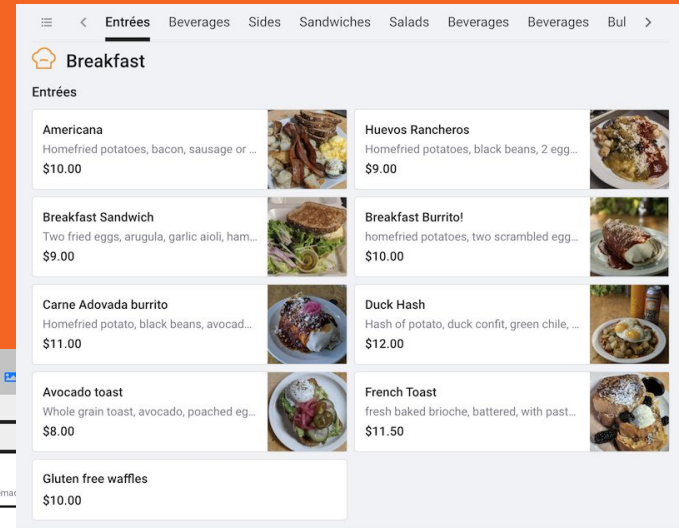 Entrées Beverages Sides Sandwiches Salads Beverages Beverages Bul
Breakfast
Entrées
Americana
Homefried potatoes, bacon, sausage or ...
$10.00
Huevos Rancheros
Homefried potatoes, black beans, 2 egg...
$9.00
Breakfast Sandwich
Two fried eggs, arugula, garlic aioli, ham...
$9.00
Breakfast Burrito!
homefried potatoes, two scrambled egg...
$10.00
Carne Adovada burrito
Homefried potato, black beans, avocad...
$11.00
Duck Hash
Hash of potato, duck confit, green chile, ...
$12.00
Avocado toast
Whole grain toast, avocado, poached eg...
$8.00
French Toast
fresh baked brioche, battered, with past...
$11.50
Gluten free waffles
$10.00